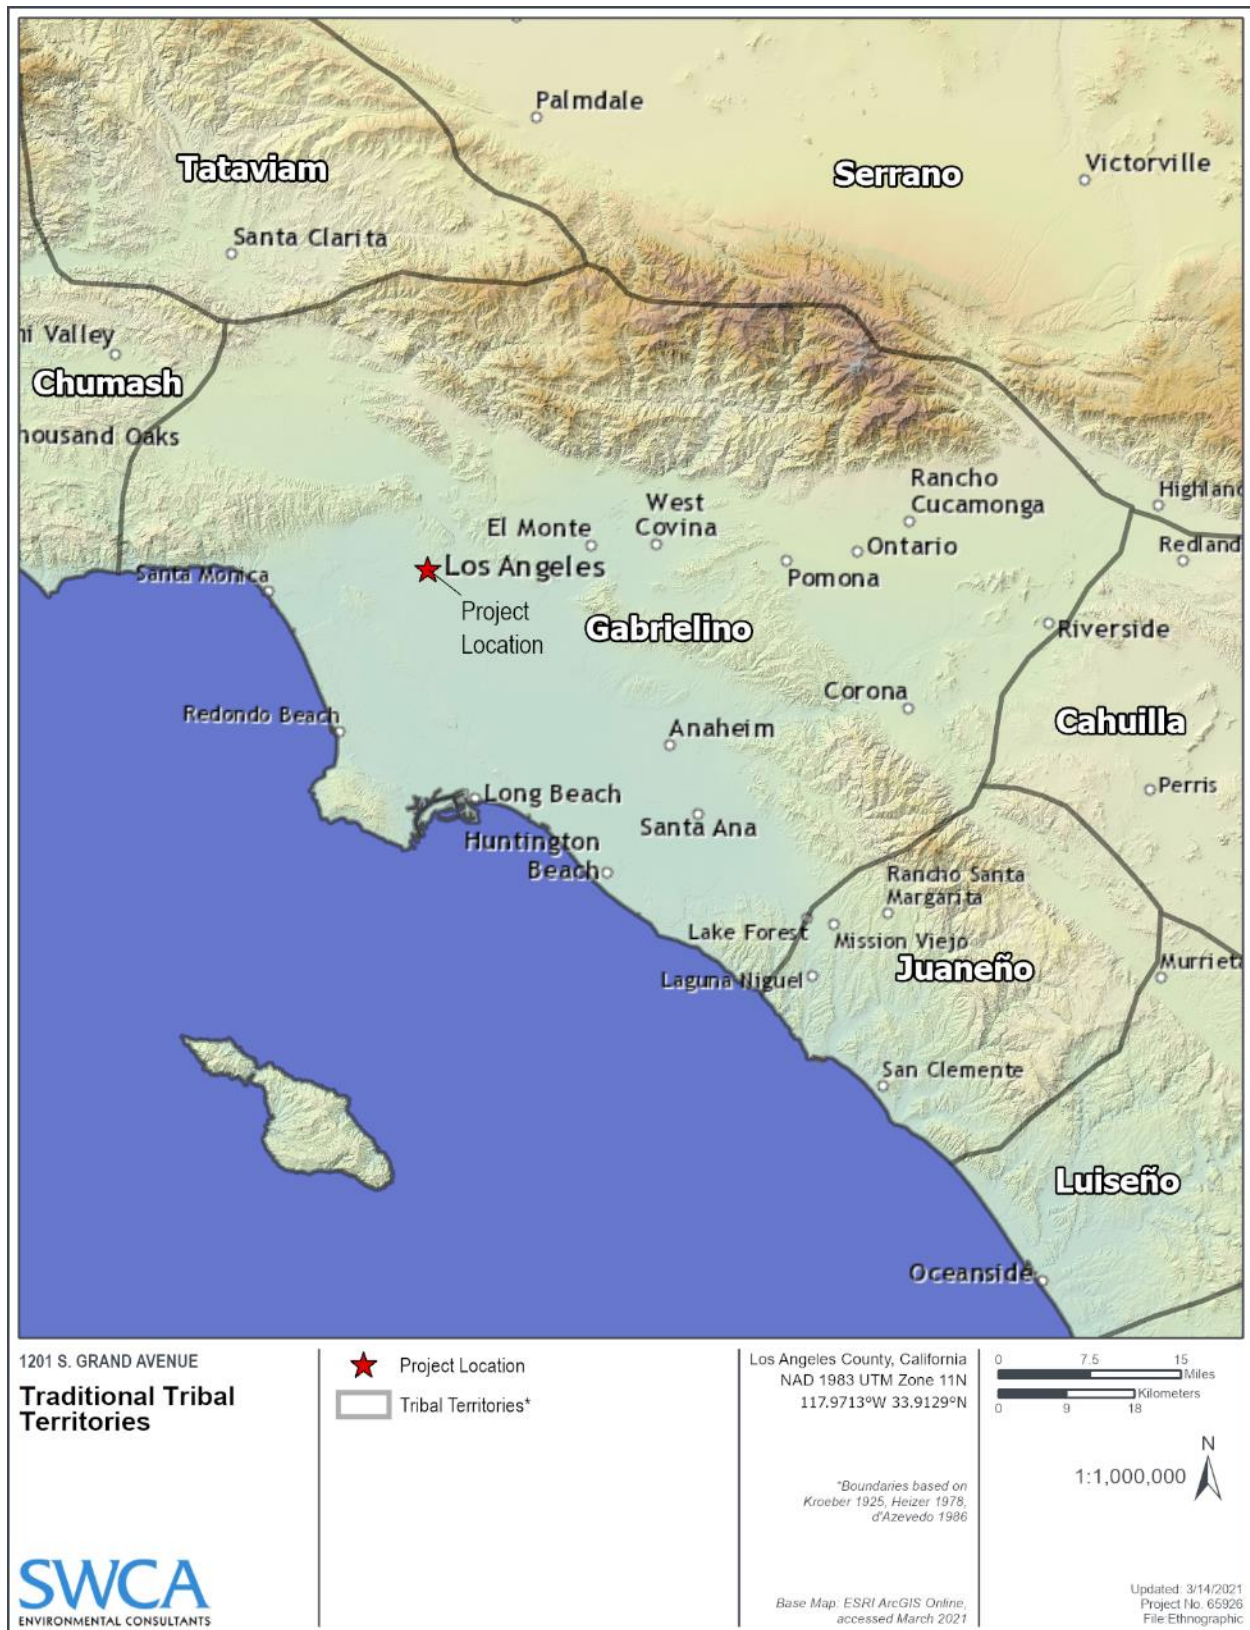 Palmdale
Tataviam
Serrano
Victorville
Santa Clarita
ni Valley
Chumash
housand Oaks
Rancho
Cucamonga
Highland
West
Covina
El Monte
Ontario
Redland
Los Angeles
Pomona
Santa Monica
Project
Location
Gabrielino
Riverside
Corona
Redondo Beach
Cahuilla
Anaheim
Perris
Long Beach
Santa Ana
Huntington
Beach
Rancho Santa
Margarita
Lake Forest
Mission Viejo
Juaneño
Murrieta
Laguna Niguel
San Clemente
Luiseño
Oceanside
1201 S. GRAND AVENUE
Traditional Tribal
Territories
SWCA
ENVIRONMENTAL CONSULTANTS
Project Location
Tribal Territories*
Los Angeles County, California
NAD 1983 UTM Zone 11N
117.9713°W 33.9129°N
*Boundaries based on
Kroeber 1925, Heizer 1978,
d'Azevedo 1986
Base Map: ESRI ArcGIS Online,
accessed March 2021
0 7.5 15
Miles
Kilometers
0 9 18
N
1:1,000,000
Updated: 3/14/2021
Project No. 65926
File:Ethnographic